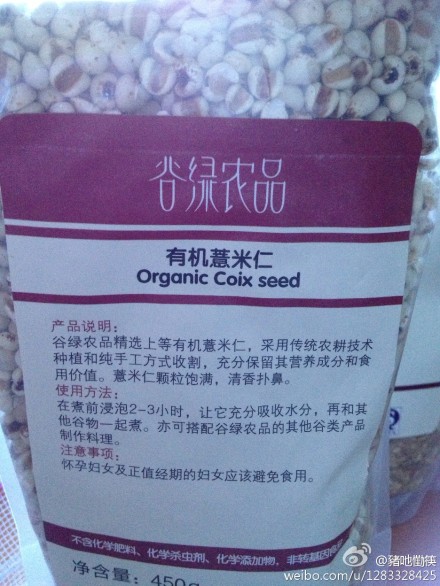 谷绿农品
有机薏米仁
Organic Coix seed
产品说明：
谷绿农品精选上等有机薏米仁，采用传统农耕技术
种植和纯手工方式收割，充分保留其营养成分和食
用价值。薏米仁颗粒饱满，清香扑鼻。
使用方法：
在煮前浸泡2-3小时，让它充分吸收水分，再和其
他谷物一起煮。亦可搭配谷绿农品的其他谷类产品
制作料理。
注意事项：
怀孕妇女及正值经期的妇女应该避免食用。
不含化学肥料、化学杀虫剂、化学添加物，非转基因食品
净含量：450g
weibo.com/u/1283328425